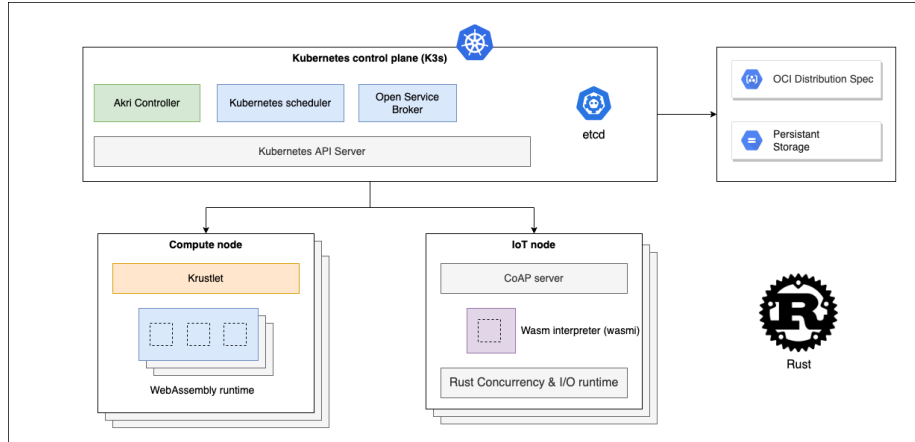 Kubernetes control plane (K3s)
Akri Controller
Kubernetes scheduler
Open Service
Broker
etcd
Kubernetes API Server
OCI Distribution Spec
Persistant
Storage
Compute node
Krustlet
WebAssembly runtime
IoT node
CoAP server
Wasm interpreter (wasmi)
Rust Concurrency & I/O runtime
R
Rust